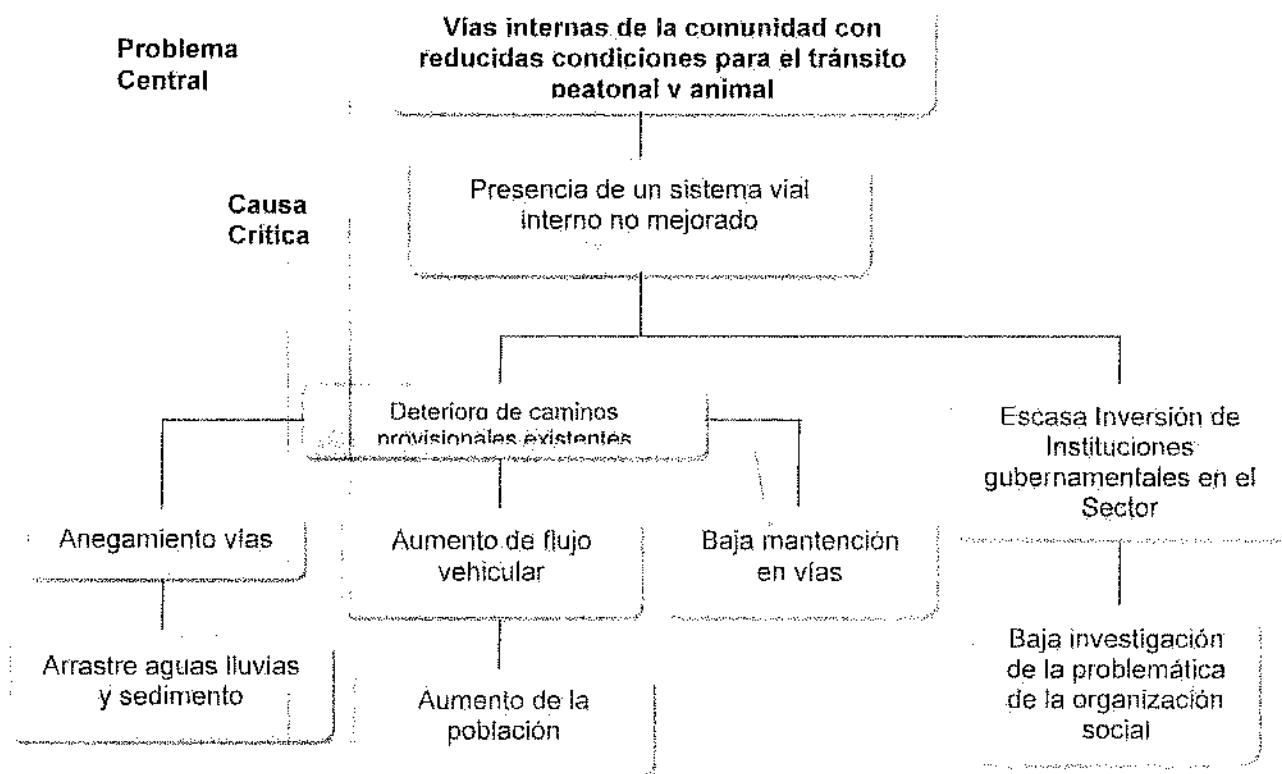 Problema
Central
Vías internas de la comunidad con
reducidas condiciones para el tránsito
peatonal y animal
Causa
Crítica
Presencia de un sistema vial
interno no mejorado
Deterioro de caminos
provisionales existentes
Escasa Inversión de
Instituciones
gubernamentales en el
Sector
Anegamiento vías
Aumento de flujo
vehicular
Baja mantención
en vías
Arrastre aguas lluvias
y sedimento
Aumento de la
población
Baja investigación
de la problemática
de la organización
social